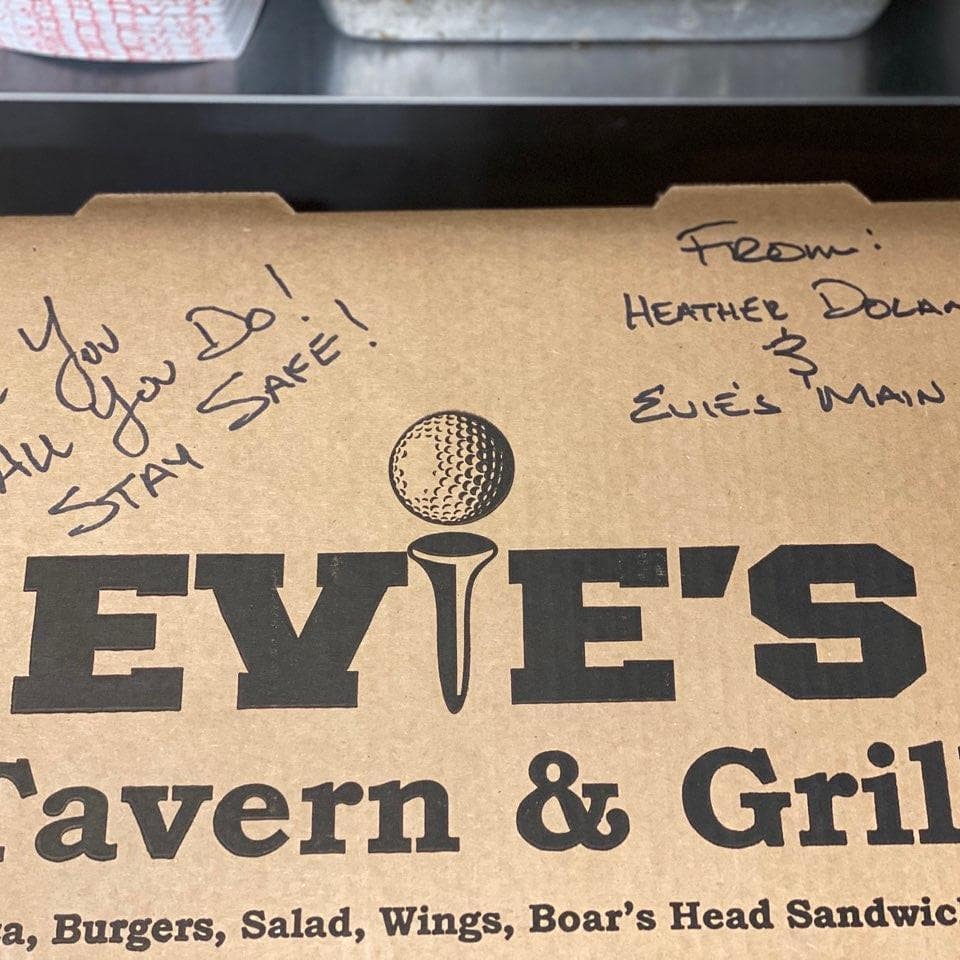 You
All You Do!
STAY SAFE!
FROM:
HEATHER DOLAN
&
EVIE'S MAIN
EVIE'S
Tavern & Grill
a, Burgers, Salad, Wings, Boar's Head Sandwic